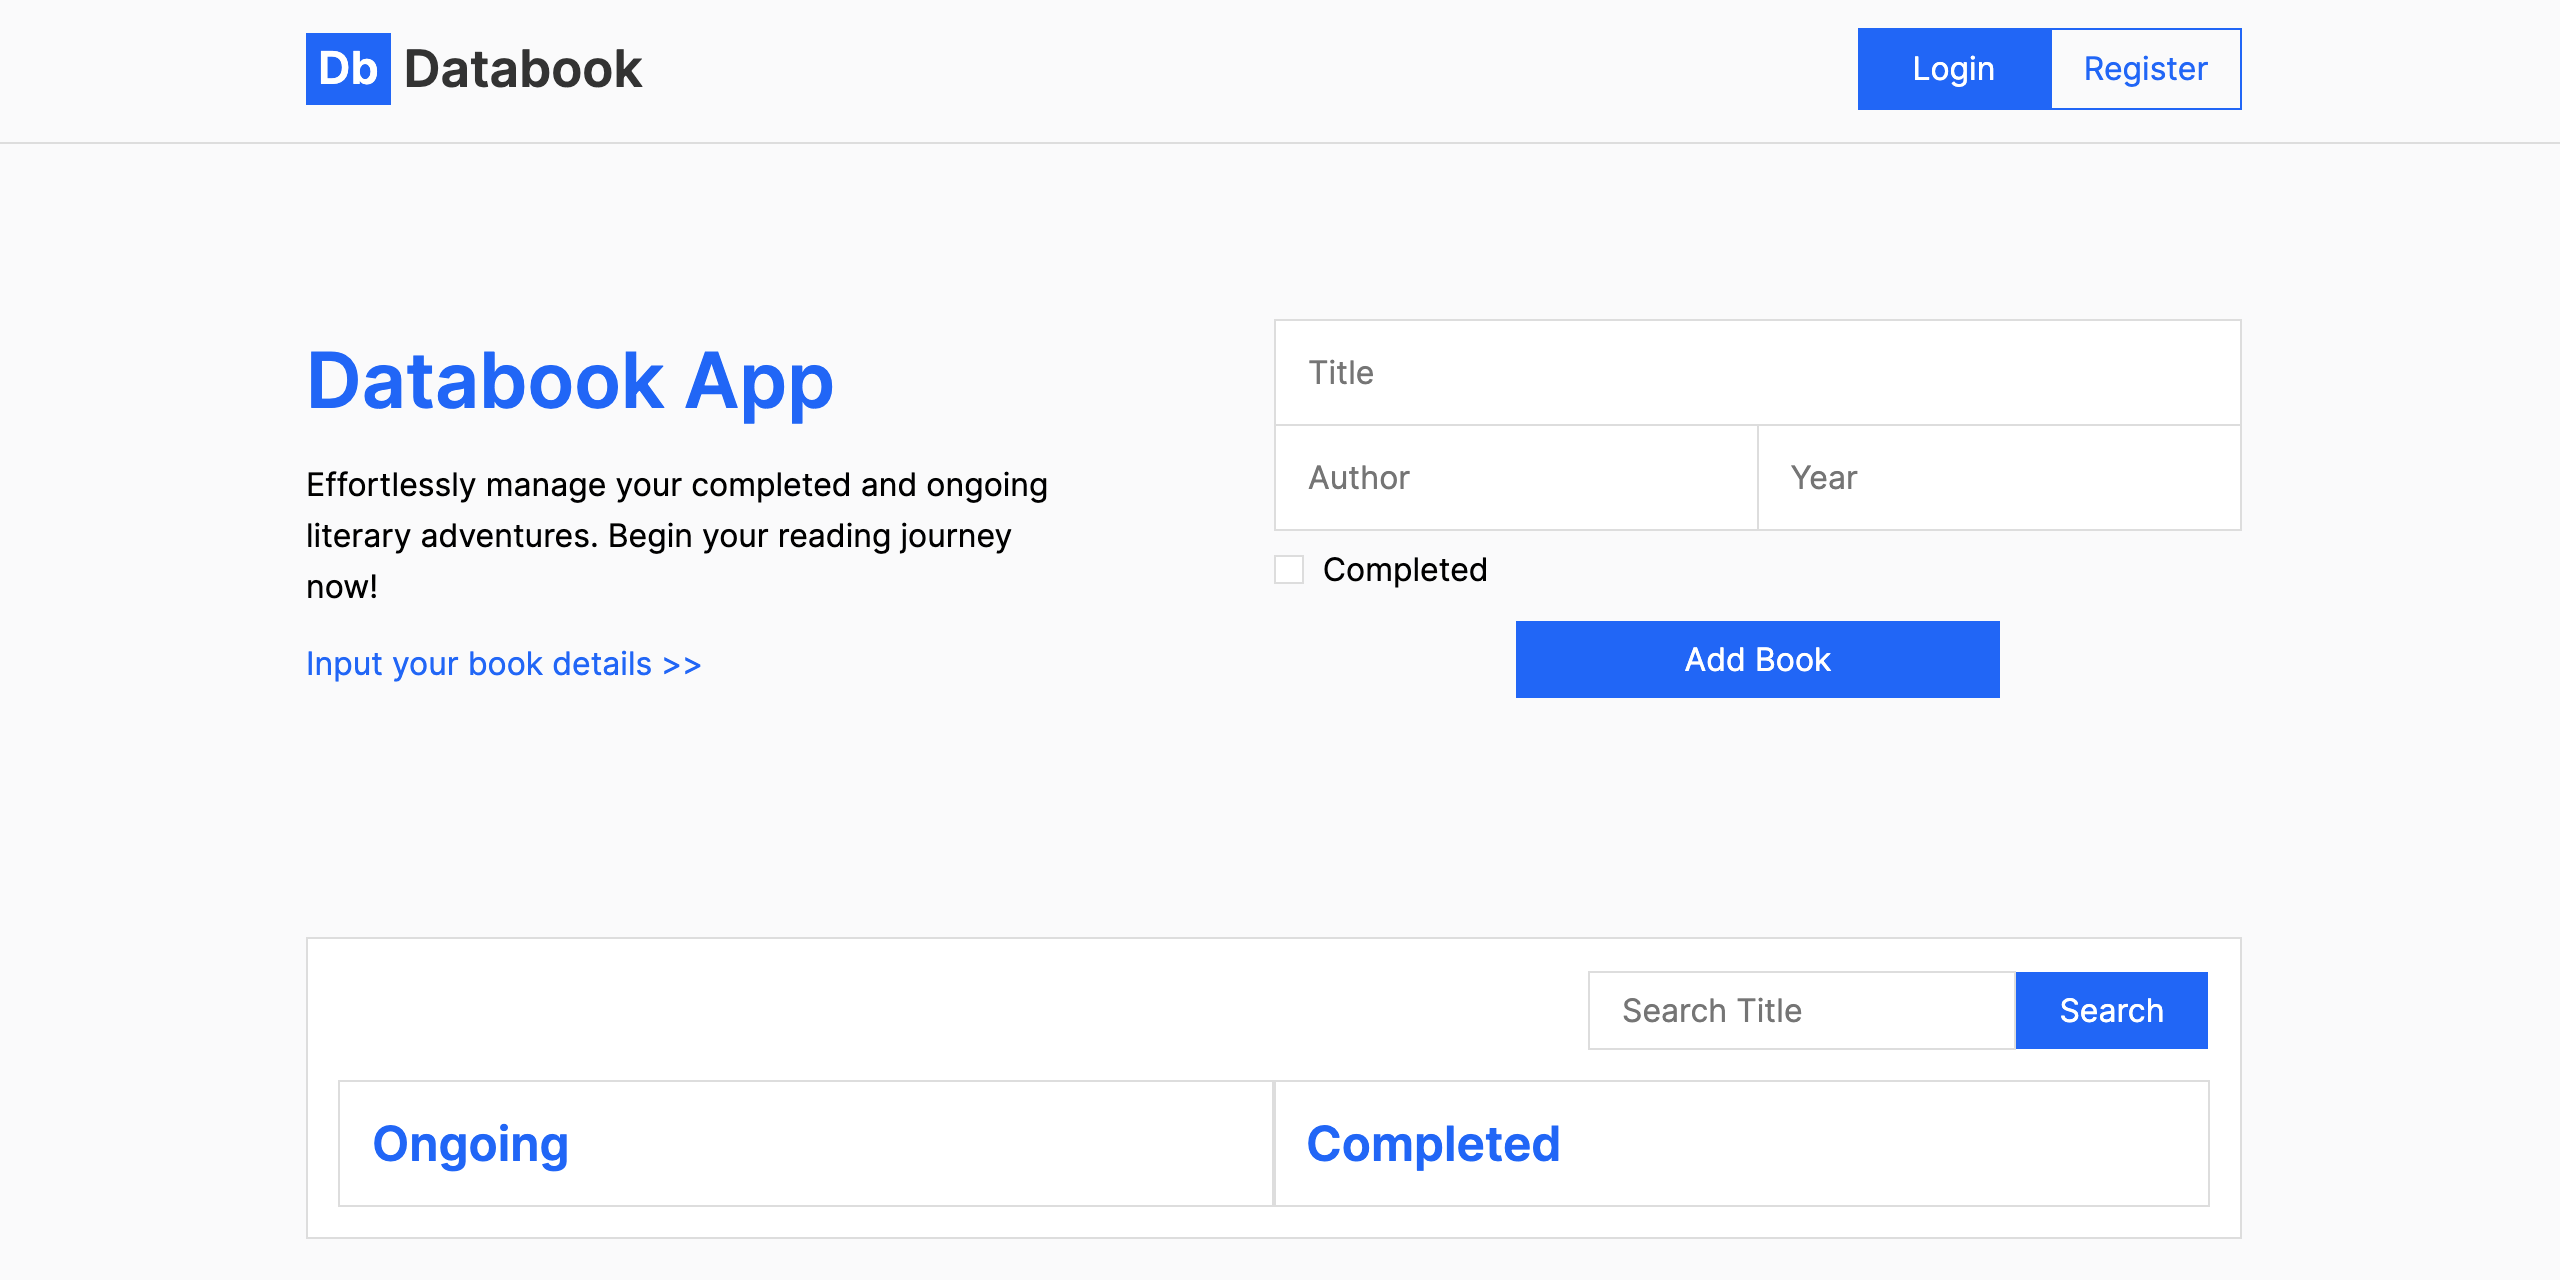 Db Databook
Login Register
Databook App
Effortlessly manage your completed and ongoing
literary adventures. Begin your reading journey
now!
Input your book details >>
Title
Author Year
Completed
Add Book
Search Title Search
Ongoing Completed